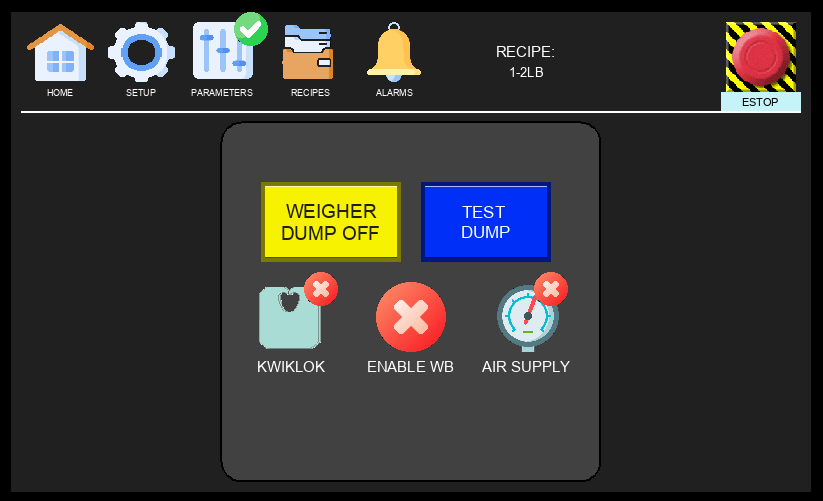 HOME
SETUP
PARAMETERS
RECIPES
ALARMS
RECIPE:
1-2LB
ESTOP
WEIGHER
DUMP OFF
TEST
DUMP
KWIKLOK
ENABLE WB
AIR SUPPLY